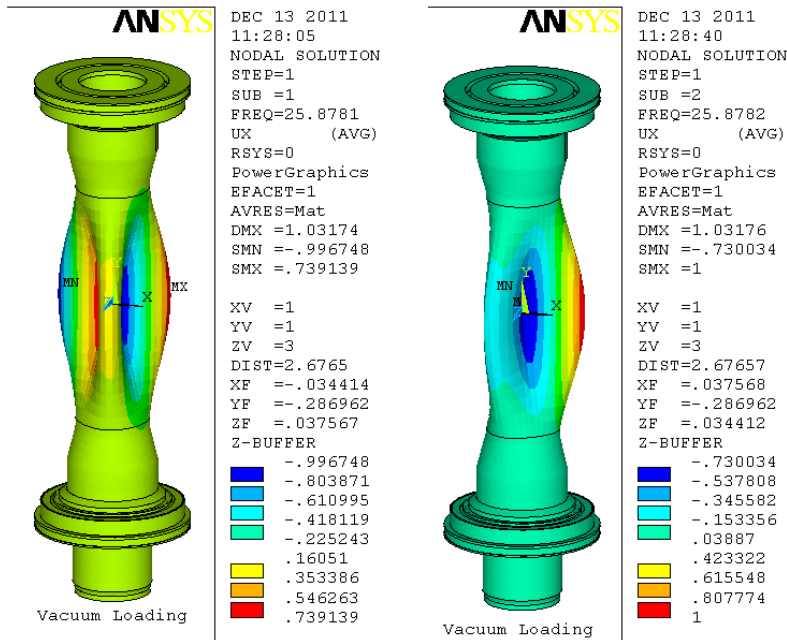 ANSYS
DEC 13 2011
11:28:05
NODAL SOLUTION
STEP=1
SUB =1
FREQ=25.8781
UX (AVG)
RSYS=0
PowerGraphics
EFACET=1
AVRES=Mat
DMX =1.03174
SMN =-.996748
SMX =.739139
XV =1
YV =1
ZV =3
DIST=2.6765
XF =-.034414
YF =-.286962
ZF =.037567
Z-BUFFER
-.996748
-.803871
-.610995
-.418119
-.225243
.16051
.353386
.546263
.739139
MN
Y
Z
X
MX
Vacuum Loading
ANSYS
DEC 13 2011
11:28:40
NODAL SOLUTION
STEP=1
SUB =2
FREQ=25.8782
UX (AVG)
RSYS=0
PowerGraphics
EFACET=1
AVRES=Mat
DMX =1.03176
SMN =-.730034
SMX =1
XV =1
YV =1
ZV =3
DIST=2.67657
XF =.037568
YF =-.286962
ZF =.034412
Z-BUFFER
-.730034
-.537808
-.345582
-.153356
.03887
.423322
.615548
.807774
1
MN
Y
M
Z
X
Vacuum Loading